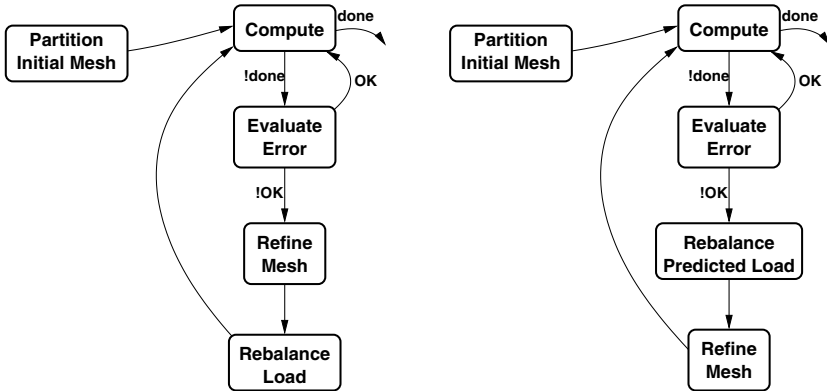 Partition
Initial Mesh
Compute
done
!done
OK
Evaluate
Error
!OK
Refine
Mesh
Rebalance
Load
Partition
Initial Mesh
Compute
done
!done
OK
Evaluate
Error
!OK
Rebalance
Predicted Load
Refine
Mesh